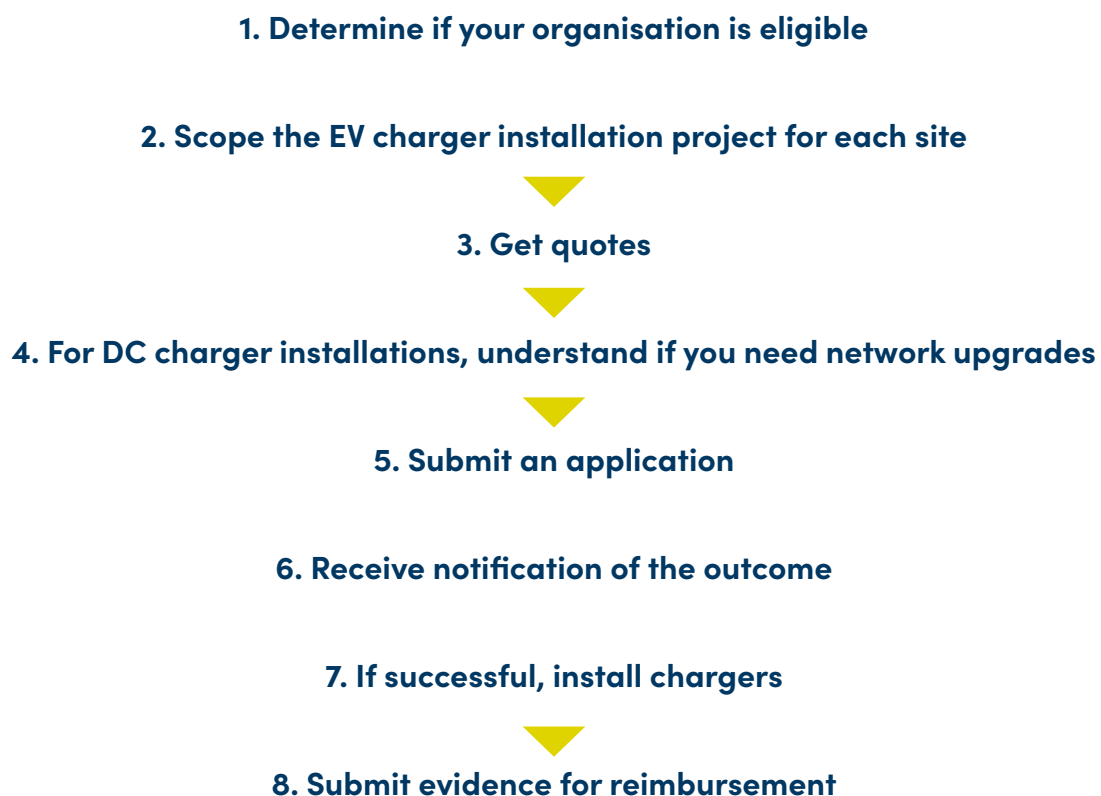 1. Determine if your organisation is eligible
2. Scope the EV charger installation project for each site
3. Get quotes
4. For DC charger installations, understand if you need network upgrades
5. Submit an application
6. Receive notification of the outcome
7. If successful, install chargers
8. Submit evidence for reimbursement